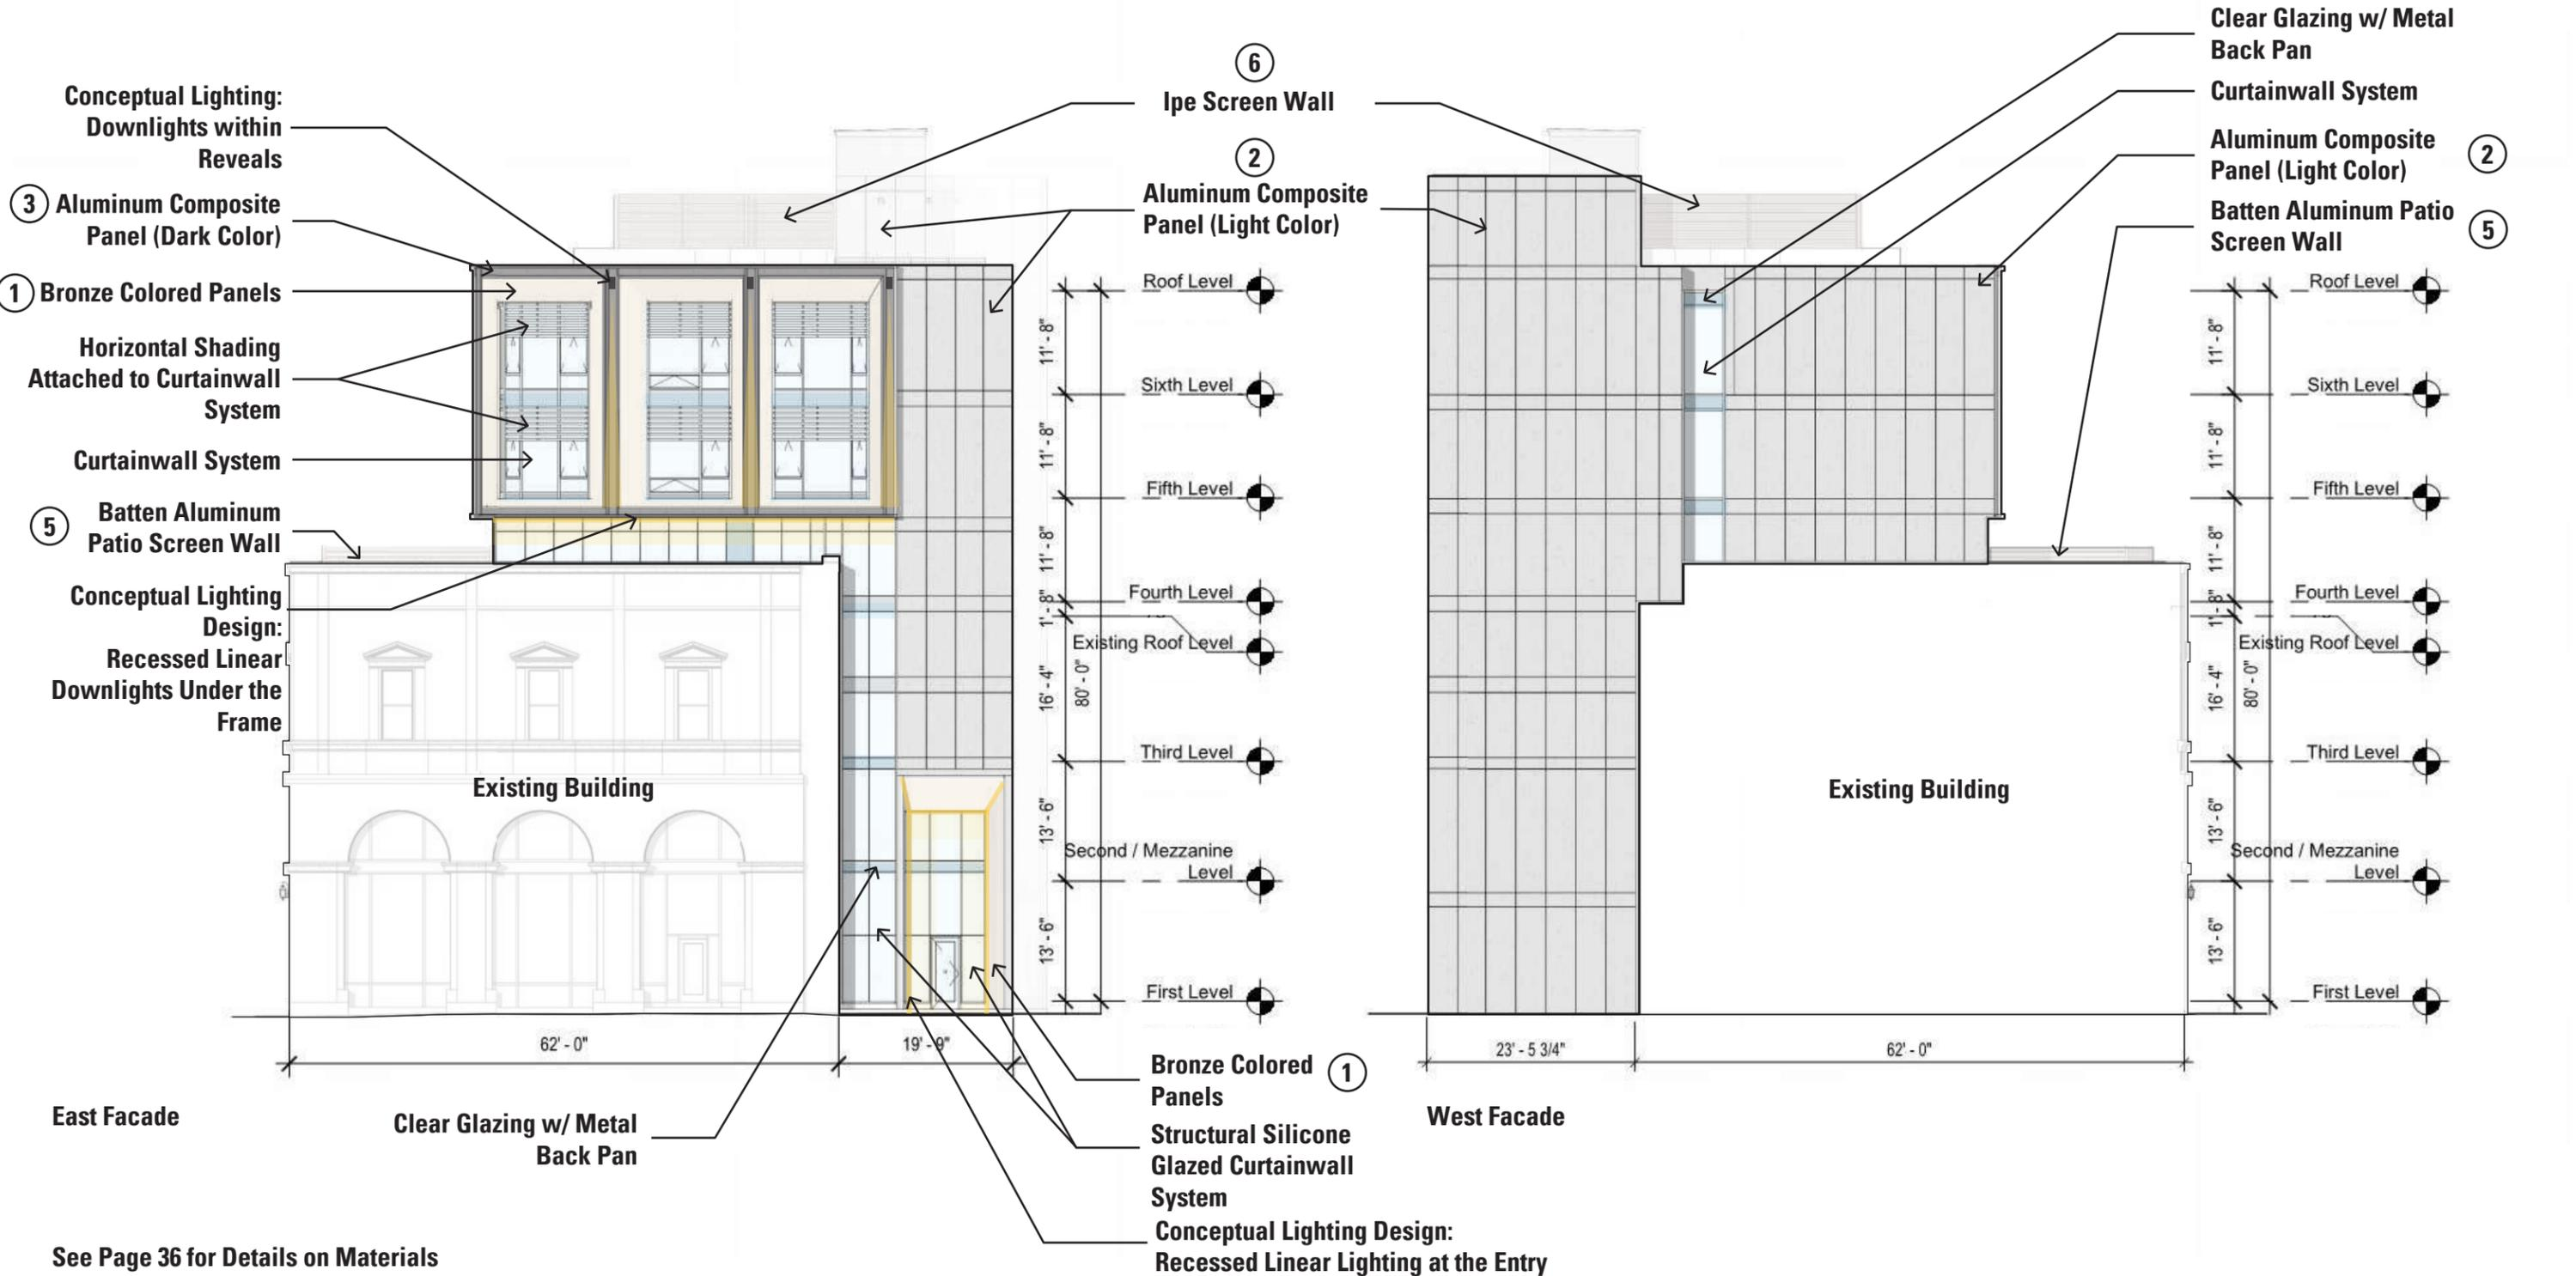 Conceptual Lighting:
Downlights within
Reveals
3 Aluminum Composite
Panel (Dark Color)
1 Bronze Colored Panels
Horizontal Shading
Attached to Curtainwall
System
Curtainwall System
5 Batten Aluminum
Patio Screen Wall
Conceptual Lighting
Design:
Recessed Linear
Downlights Under the
Frame
Existing Building
62' - 0"
19' - 9"
East Facade
Clear Glazing w/ Metal
Back Pan
See Page 36 for Details on Materials
6
Ipe Screen Wall
2
Aluminum Composite
Panel (Light Color)
Roof Level
11' - 8"
Sixth Level
11' - 8"
Fifth Level
11' - 8"
Fourth Level
1' - 8"
Existing Roof Level
16' - 4"
80' - 0"
Third Level
13' - 6"
Second / Mezzanine
Level
13' - 6"
First Level
Bronze Colored
Panels
1
Structural Silicone
Glazed Curtainwall
System
Conceptual Lighting Design:
Recessed Linear Lighting at the Entry
Clear Glazing w/ Metal
Back Pan
Curtainwall System
Aluminum Composite
Panel (Light Color)
2
Batten Aluminum Patio
Screen Wall
5
Roof Level
11' - 8"
Sixth Level
11' - 8"
Fifth Level
11' - 8"
Fourth Level
1' - 8"
Existing Roof Level
16' - 4"
80' - 0"
Third Level
13' - 6"
Second / Mezzanine
Level
13' - 6"
First Level
Existing Building
23' - 5 3/4"
62' - 0"
West Facade